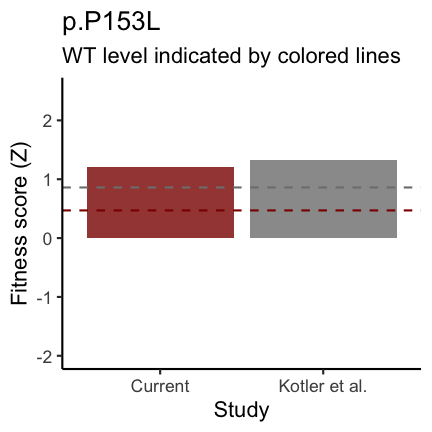 p.P153L
WT level indicated by colored lines
Fitness score (Z)
2
1
0
-1
-2
Current
Kotler et al.
Study